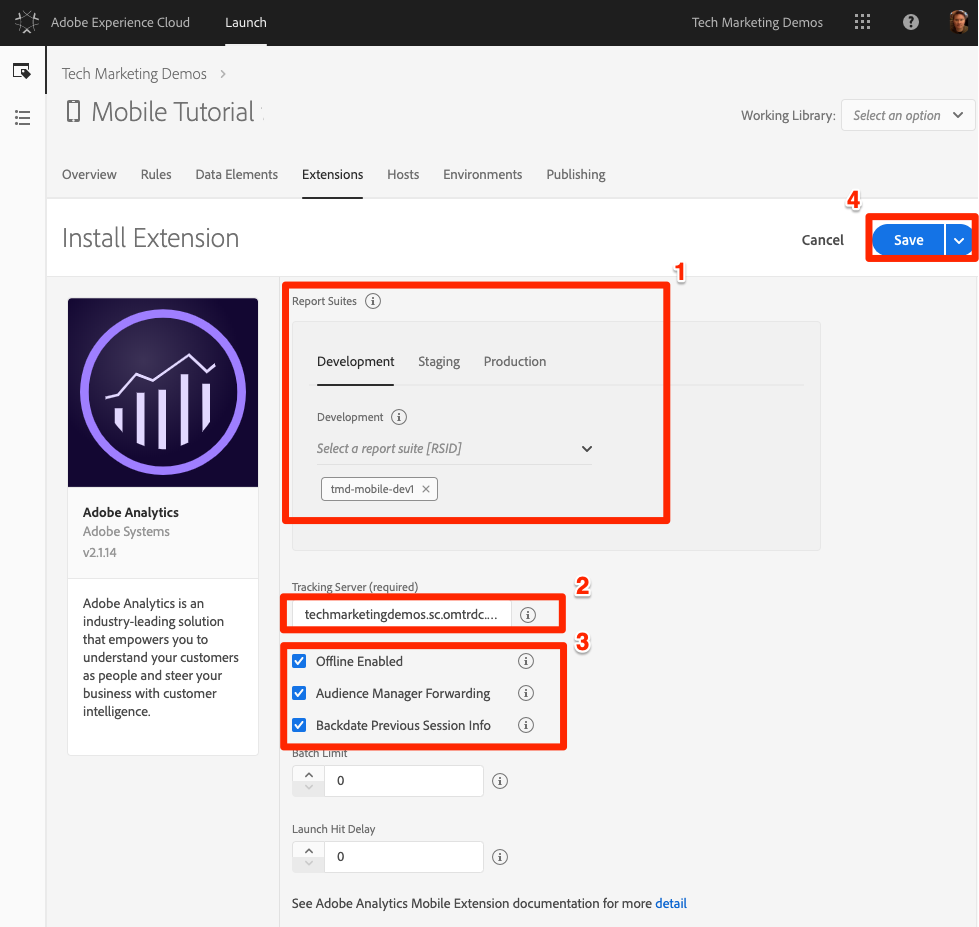 Adobe Experience Cloud
Launch
Tech Marketing Demos
Tech Marketing Demos
Mobile Tutorial
Working Library:
Select an option
Overview
Rules
Data Elements
Extensions
Hosts
Environments
Publishing
4
Install Extension
Cancel
Save
1
Report Suites
Development
Staging
Production
Development
Select a report suite [RSID]
tmd-mobile-dev1
Adobe Analytics
Adobe Systems
v2.1.14
Adobe Analytics is an
industry-leading solution
that empowers you to
understand your customers
as people and steer your
business with customer
intelligence.
Tracking Server (required)
2
techmarketingdemos.sc.omtrdc....
3
Offline Enabled
Audience Manager Forwarding
Backdate Previous Session Info
Batch Limit
0
Launch Hit Delay
0
See Adobe Analytics Mobile Extension documentation for more detail